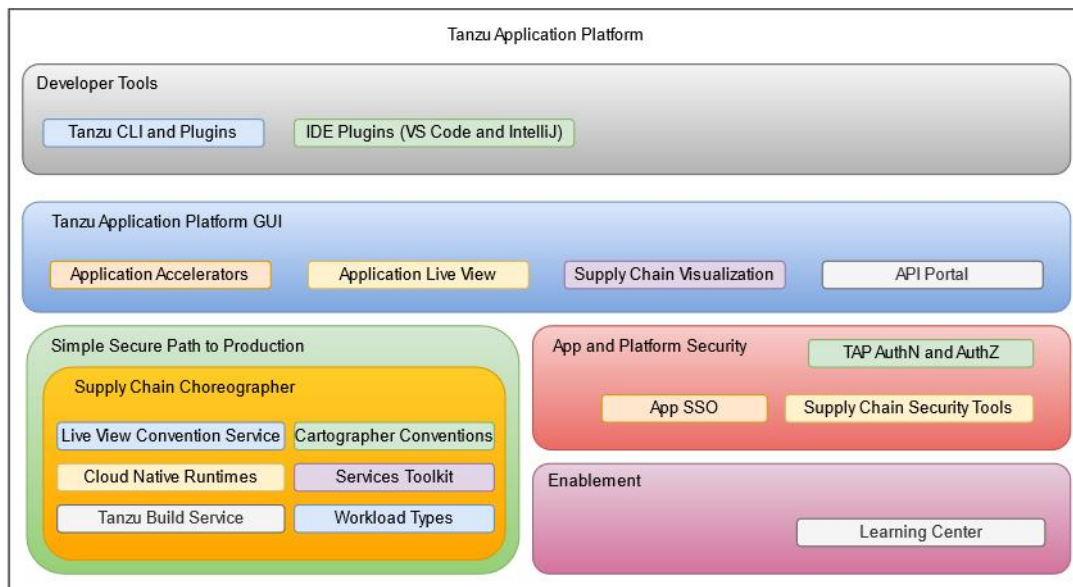 Tanzu Application Platform
Developer Tools
Tanzu CLI and Plugins
IDE Plugins (VS Code and IntelliJ)
Tanzu Application Platform GUI
Application Accelerators
Application Live View
Supply Chain Visualization
API Portal
Simple Secure Path to Production
Supply Chain Choreographer
Live View Convention Service
Cartographer Conventions
Cloud Native Runtimes
Services Toolkit
Tanzu Build Service
Workload Types
App and Platform Security
TAP AuthN and AuthZ
App SSO
Supply Chain Security Tools
Enablement
Learning Center